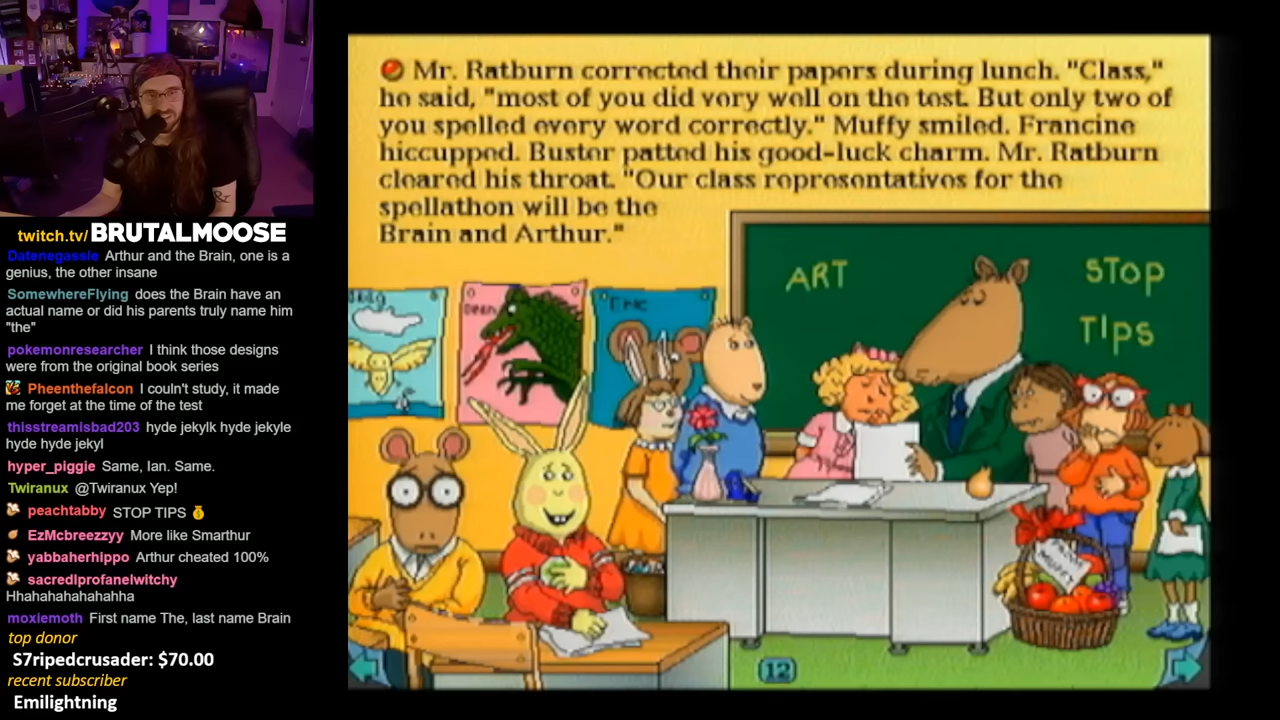 Mr. Ratburn corrected their papers during lunch. "Class,"
he said, "most of you did very well on the test. But only two of
you spelled every word correctly." Muffy smiled. Francine
hiccupped. Buster patted his good-luck charm. Mr. Ratburn
cleared his throat. "Our class representatives for the
spellathon will be the
Brain and Arthur."
ART
STOP
TIPS
Eric
12
twitch.tv/BRUTALMOOSE
Datenegassie Arthur and the Brain, one is a
genius, the other insane
SomewhereFlying does the Brain have an
actual name or did his parents truly name him
"the"
pokemonresearcher I think those designs
were from the original book series
Pheenthefalcon I couln't study, it made
me forget at the time of the test
thisstreamisbad203 hyde jekylk hyde jekyle
hyde hyde jekyl
hyper_piggie Same, Ian. Same.
Twiranux @Twiranux Yep!
peachtabby STOP TIPS 💰
EzMcbreezzyy More like Smarthur
yabbaherhippo Arthur cheated 100%
sacredlprofanelwitchy
Hhahahahahahahha
moxiemoth First name The, last name Brain
top donor
S7ripedcrusader: $70.00
recent subscriber
Emilightning